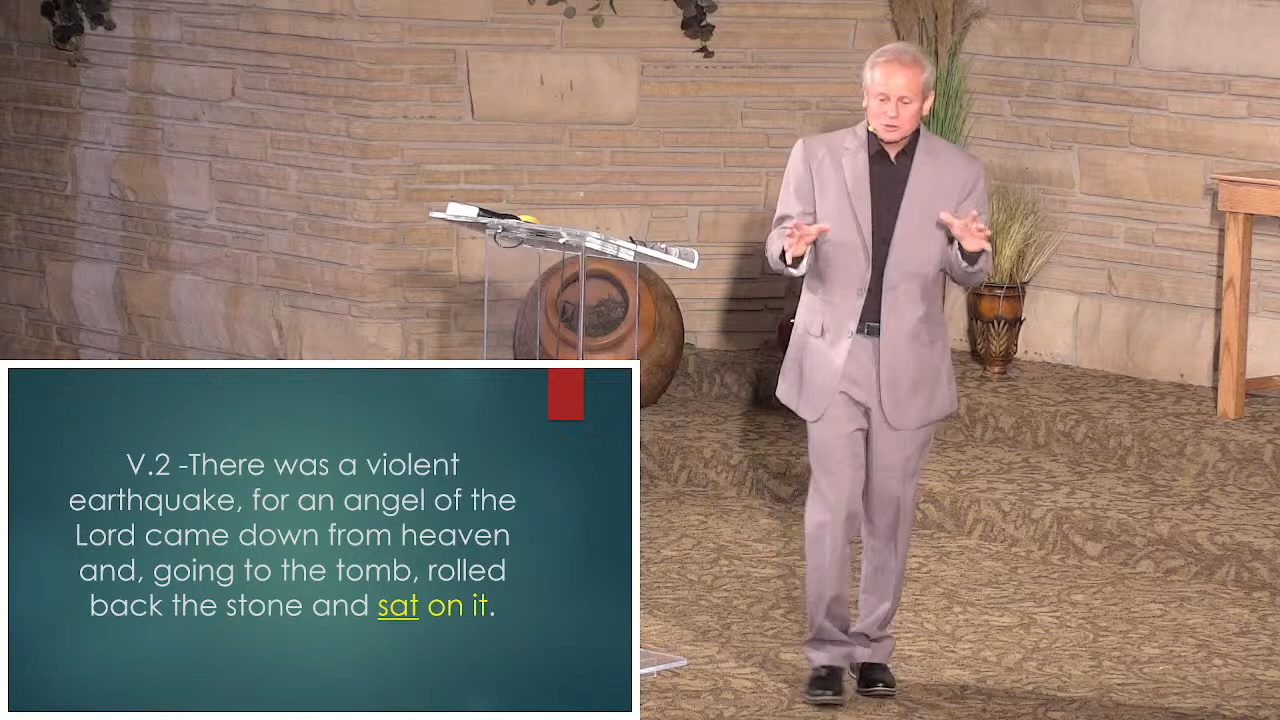 V.2 -There was a violent
earthquake, for an angel of the
Lord came down from heaven
and, going to the tomb, rolled
back the stone and sat on it.